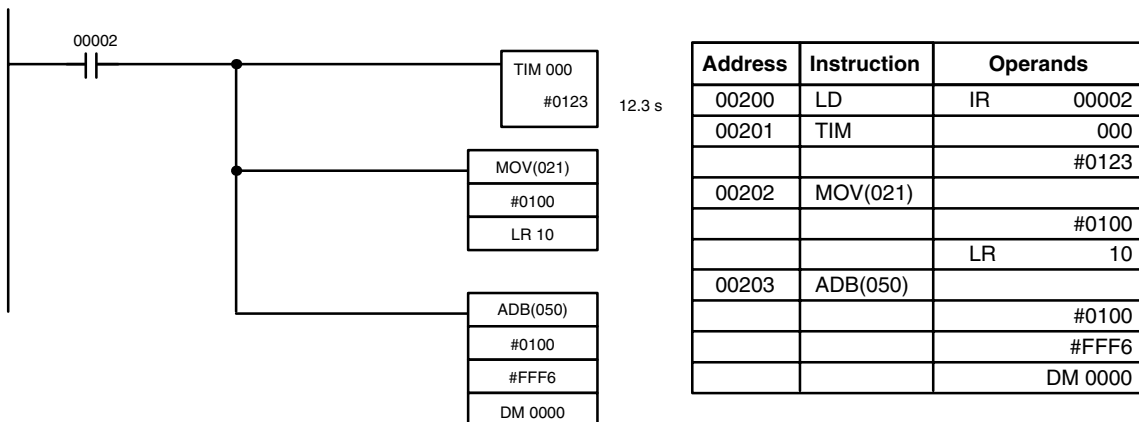 00002
TIM 000
#0123
12.3 s
MOV(021)
#0100
LR 10
ADB(050)
#0100
#FFF6
DM 0000
Address Instruction Operands
00200 LD IR 00002
00201 TIM 000
#0123
00202 MOV(021)
#0100
LR 10
00203 ADB(050)
#0100
#FFF6
DM 0000